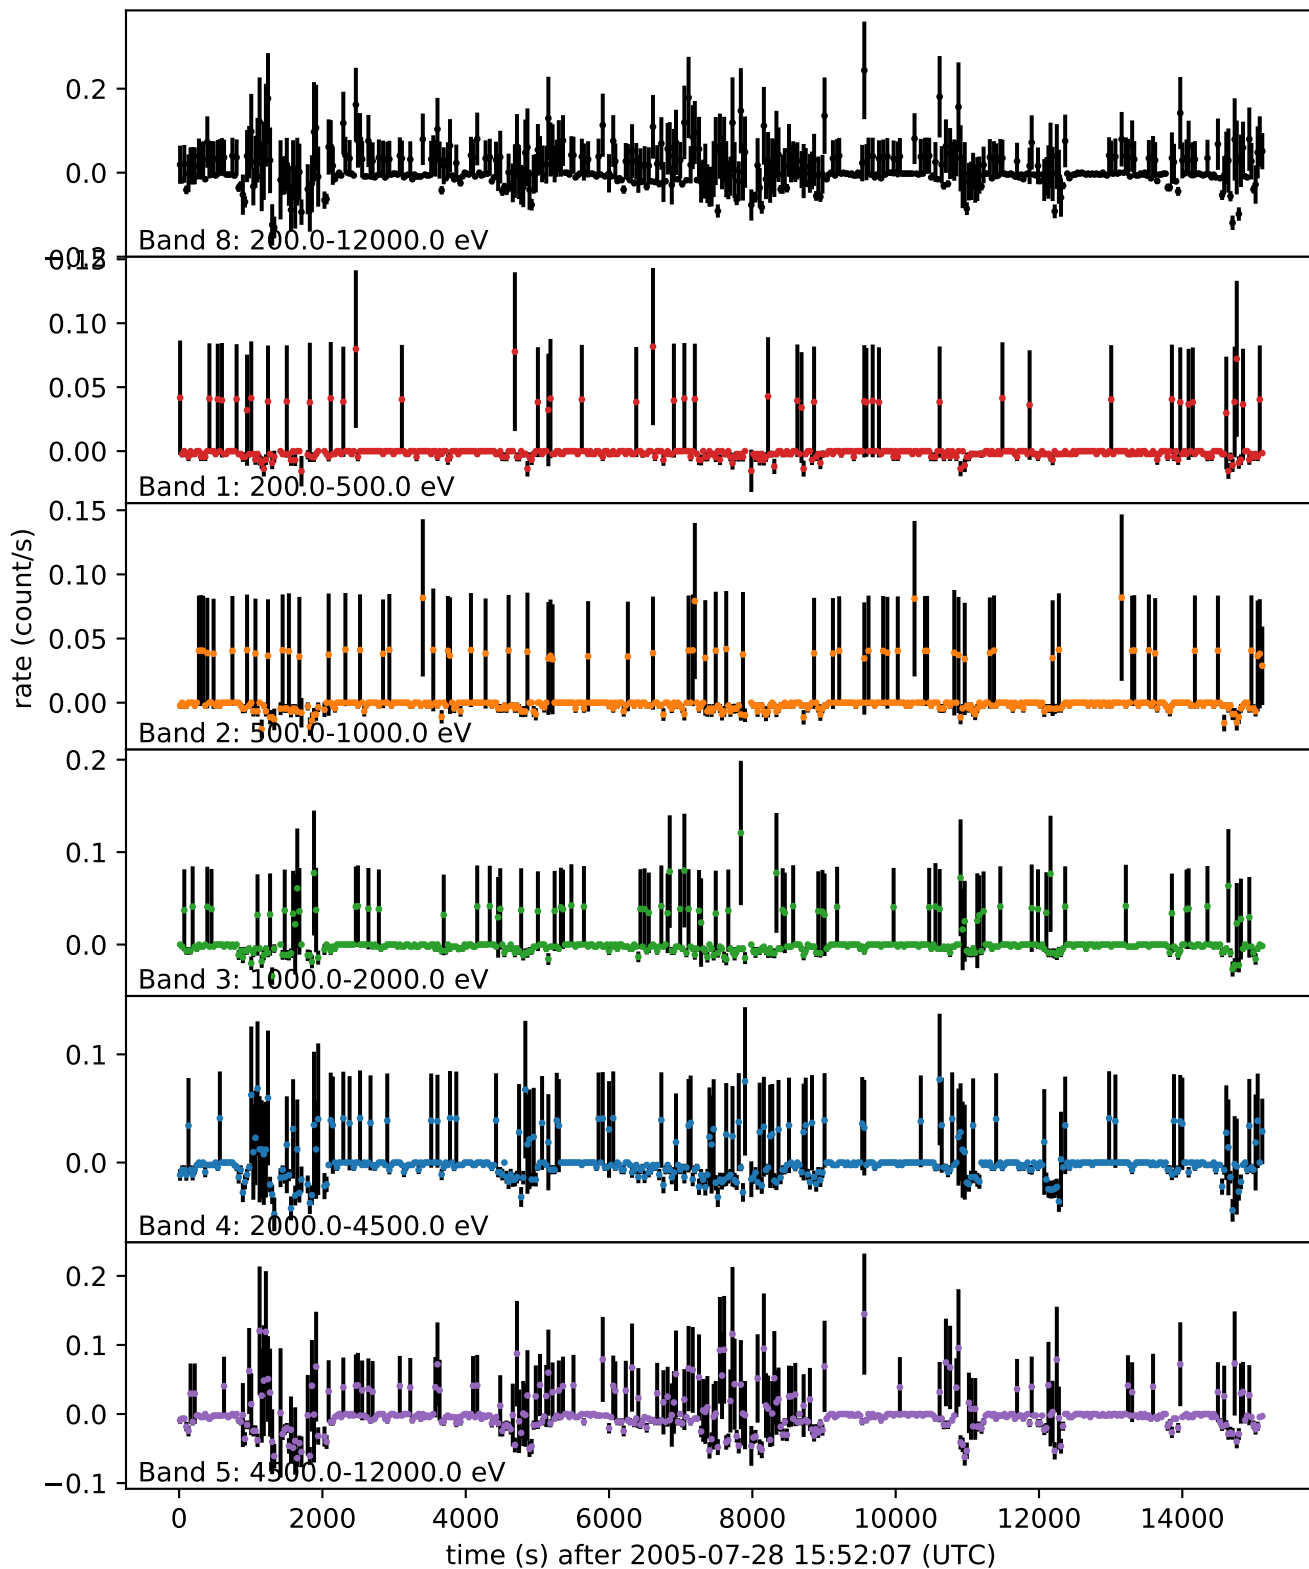 0.2
0.0
−0.2
Band 8: 200.0-12000.0 eV
0.15
0.10
0.05
0.00
Band 1: 200.0-500.0 eV
0.15
0.10
0.05
0.00
Band 2: 500.0-1000.0 eV
rate (count/s)
0.2
0.1
0.0
Band 3: 1000.0-2000.0 eV
0.1
0.0
Band 4: 2000.0-4500.0 eV
0.2
0.1
0.0
−0.1
Band 5: 4500.0-12000.0 eV
0 2000 4000 6000 8000 10000 12000 14000
time (s) after 2005-07-28 15:52:07 (UTC)